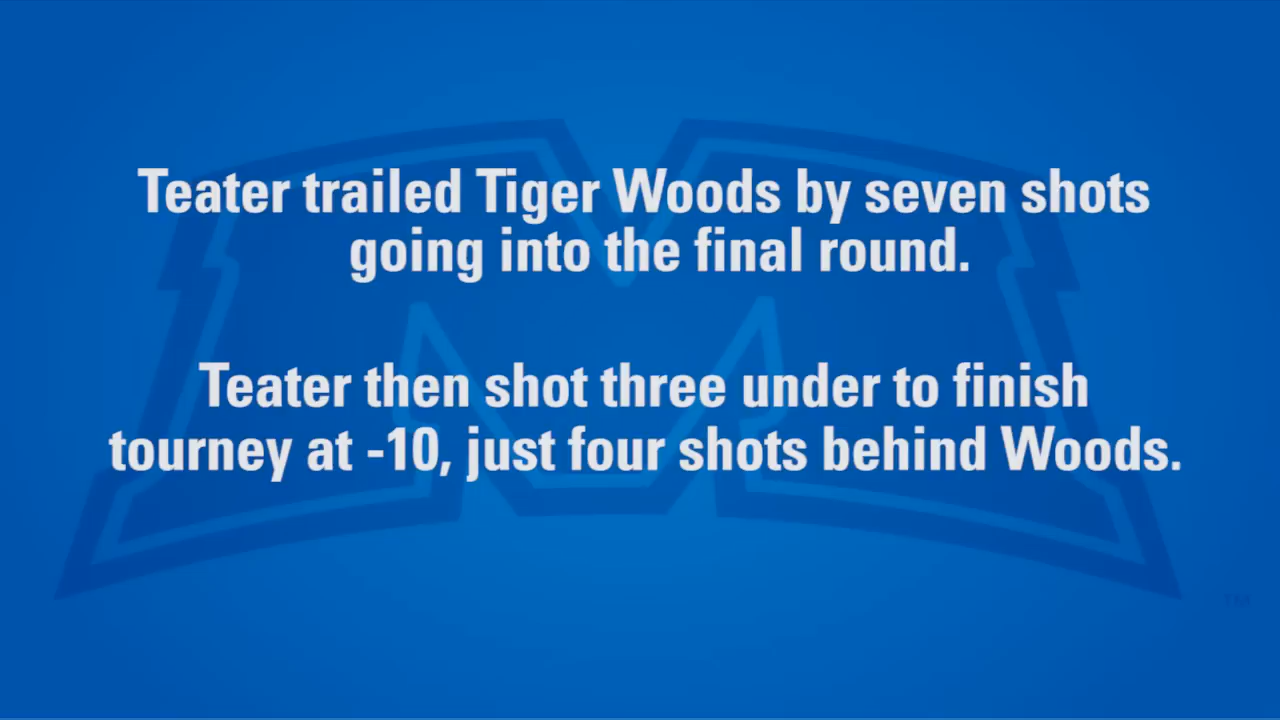 Teater trailed Tiger Woods by seven shots
going into the final round.
Teater then shot three under to finish
tourney at -10, just four shots behind Woods.
TM